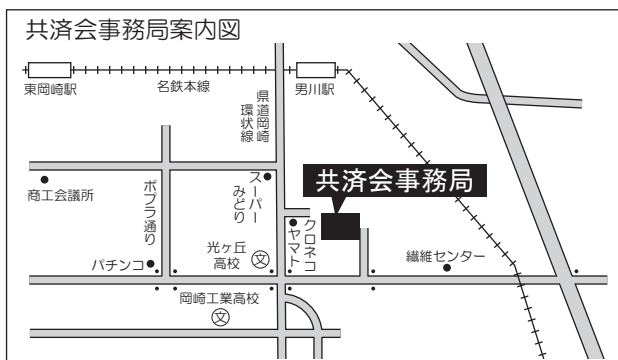 共済会事務局案内図
東岡崎駅
名鉄本線
男川駅
県道岡崎
環状線
商工会議所
ポプラ通り
スーパー
みどり
共済会事務局
クロネコ
ヤマト
光ヶ丘
高校
文
パチンコ
繊維センター
岡崎工業高校
文